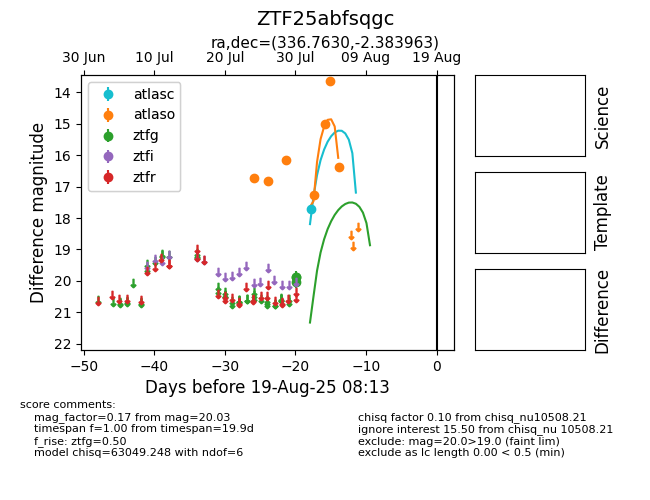 ZTF25abfsqgc
ra,dec=(336.7630,-2.383963)
30 Jun 10 Jul 20 Jul 30 Jul 09 Aug 19 Aug
14
15
16
17
18
19
20
21
22
Difference magnitude
atlasc
atlaso
ztfg
ztfi
ztfr
−50 −40 −30 −20 −10 0
Days before 19-Aug-25 08:13
Science
Template
Difference
score comments:
mag_factor=0.17 from mag=20.03
timespan f=1.00 from timespan=19.9d
f_rise: ztfg=0.50
model chisq=63049.248 with ndof=6
chisq factor 0.10 from chisq_nu10508.21
ignore interest 15.50 from chisq_nu 10508.21
exclude: mag=20.0>19.0 (faint lim)
exclude as lc length 0.00 < 0.5 (min)